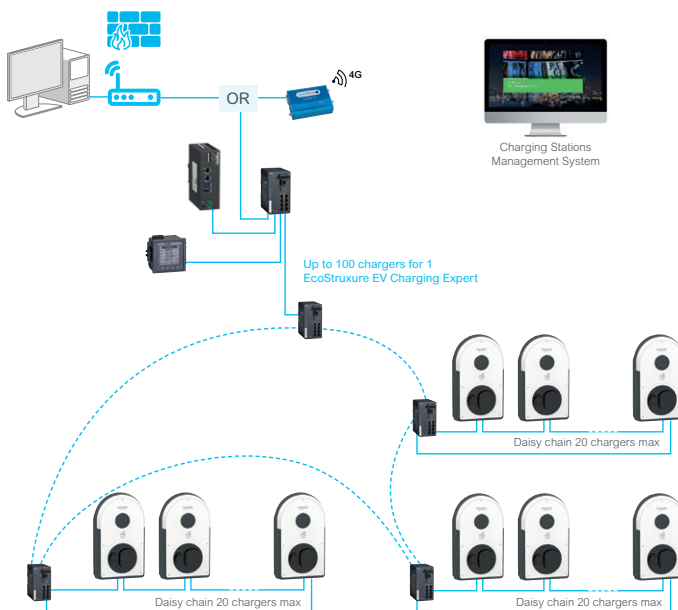 4G
OR
Charging Stations
Management System
Up to 100 chargers for 1
EcoStruxure EV Charging Expert
Daisy chain 20 chargers max
Daisy chain 20 chargers max
Daisy chain 20 chargers max